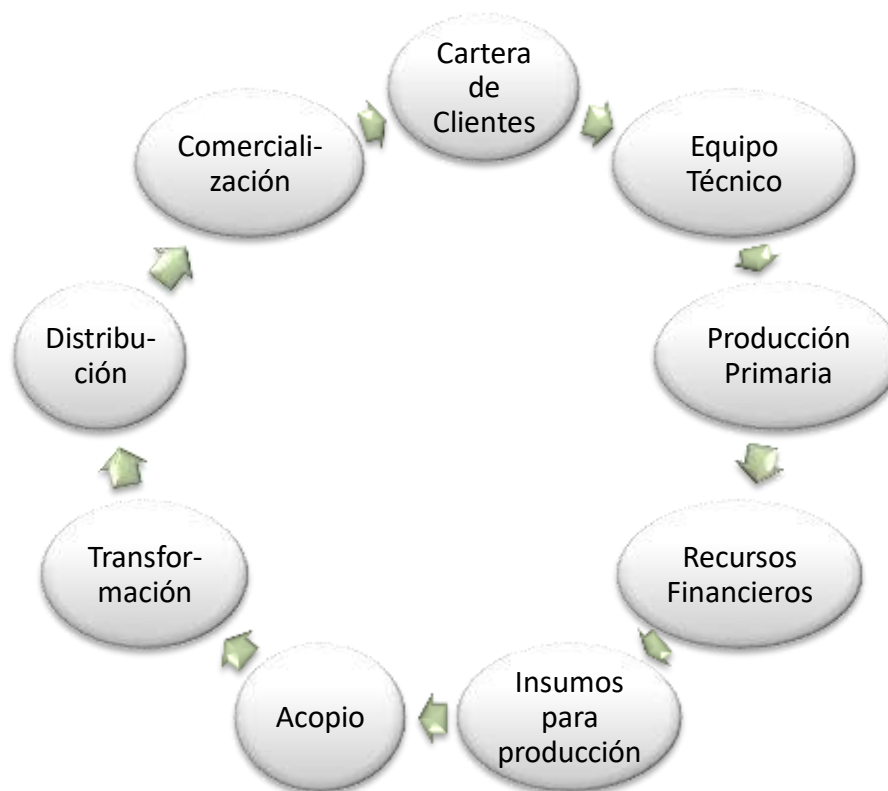 Cartera
de
Clientes
Equipo
Técnico
Producción
Primaria
Recursos
Financieros
Insumos
para
producción
Acopio
Transfor-
mación
Distribu-
ción
Comerciali-
zación